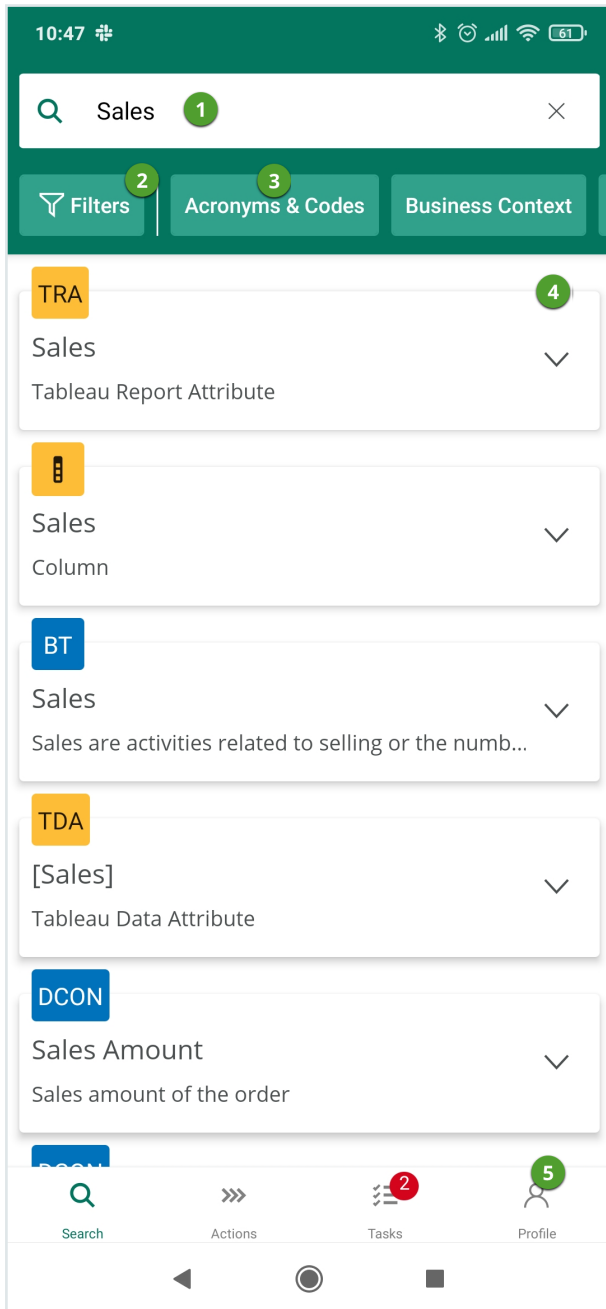 10:47 61
Sales 1
2 3
Filters Acronyms & Codes Business Context
TRA 4
Sales
Tableau Report Attribute
Sales
Column
BT
Sales
Sales are activities related to selling or the numb...
TDA
[Sales]
Tableau Data Attribute
DCON
Sales Amount
Sales amount of the order
DCON
2 5
Search Actions Tasks Profile